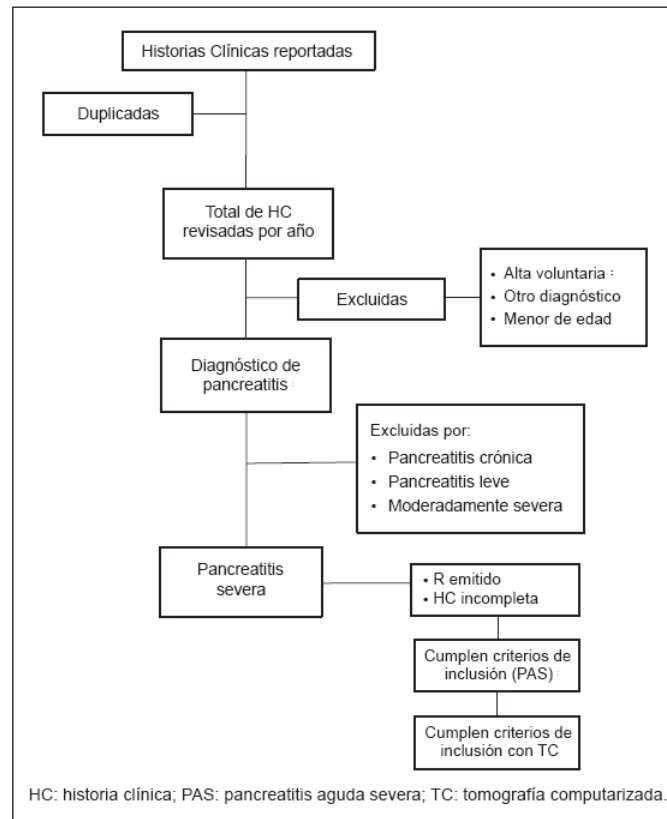 Historias Clínicas reportadas
Duplicadas
Total de HC
revisadas por año
Excluidas
• Alta voluntaria :
• Otro diagnóstico
• Menor de edad
Diagnóstico de
pancreatitis :
Excluidas por:
• Pancreatitis crónica
• Pancreatitis leve
• Moderadamente severa
Pancreatitis
severa
• R emitido
• HC incompleta
Cumplen criterios de
inclusión (PAS) :
Cumplen criterios de
inclusión con TC
HC: historia clínica; PAS: pancreatitis aguda severa; TC: tomografía computarizada.